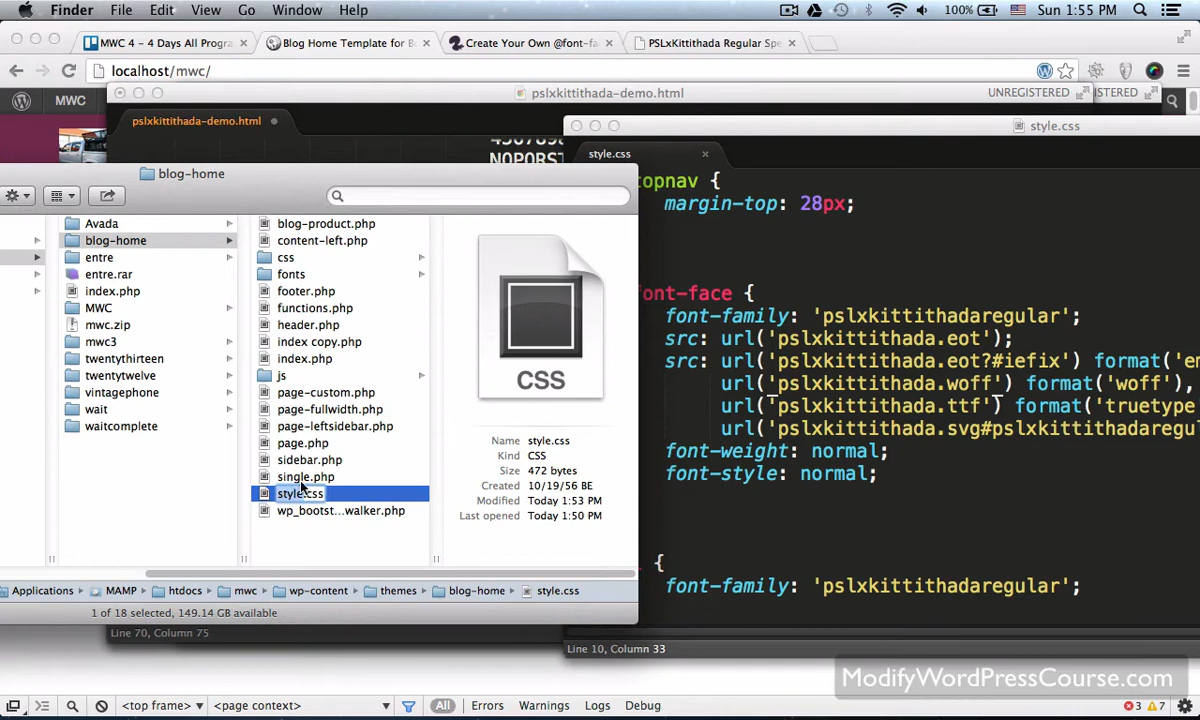 Finder File Edit View Go Window Help 100% Sun 1:55 PM
MWC 4 - 4 Days All Progra × Blog Home Template for Bo × Create Your Own @font-fa × PSLxKittithada Regular Spe ×
localhost/mwc/
MWC
pslxkittithada-demo.html UNREGISTERED
ISTERED
pslxkittithada-demo.html
style.css
style.css ×
blog-home
Avada
blog-home
entre
entre.rar
index.php
MWC
mwc.zip
mwc3
twentythirteen
twentytwelve
vintagephone
wait
waitcomplete
blog-product.php
content-left.php
css
fonts
footer.php
functions.php
header.php
index copy.php
index.php
js
page-custom.php
page-fullwidth.php
page-leftsidebar.php
page.php
sidebar.php
single.php
style.css
wp_bootst...walker.php
CSS
Name style.css
Kind CSS
Size 472 bytes
Created 10/19/56 BE
Modified Today 1:53 PM
Last opened Today 1:50 PM
Applications MAMP htdocs mwc wp-content themes blog-home style.css
1 of 18 selected, 149.14 GB available
Line 70, Column 75
opnav {
margin-top: 28px;
ont-face {
font-family: 'pslxkittithadaregular';
src: url('pslxkittithada.eot');
src: url('pslxkittithada.eot?#iefix') format('em
url('pslxkittithada.woff') format('woff'),
url('pslxkittithada.ttf') format('truetype
url('pslxkittithada.svg#pslxkittithadaregul
font-weight: normal;
font-style: normal;
{
font-family: 'pslxkittithadaregular';
Line 10, Column 33
ModifyWordPressCourse.com
<top frame> <page context> All Errors Warnings Logs Debug 3 7